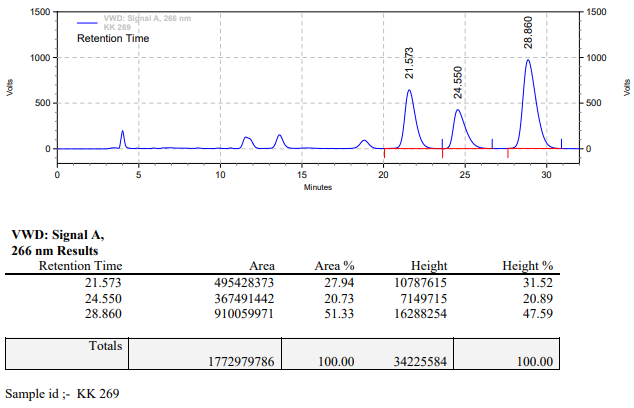 VWD: Signal A, 266 nm
KK 269
Retention Time
1500
1000
500
0
Volts
21.573
24.550
28.860
1500
1000
500
0
Volts
0 5 10 15 20 25 30
Minutes
VWD: Signal A,
266 nm Results
Retention Time Area Area % Height Height %
21.573 495428373 27.94 10787615 31.52
24.550 367491442 20.73 7149715 20.89
28.860 910059971 51.33 16288254 47.59
Totals
1772979786 100.00 34225584 100.00
Sample id ;- KK 269